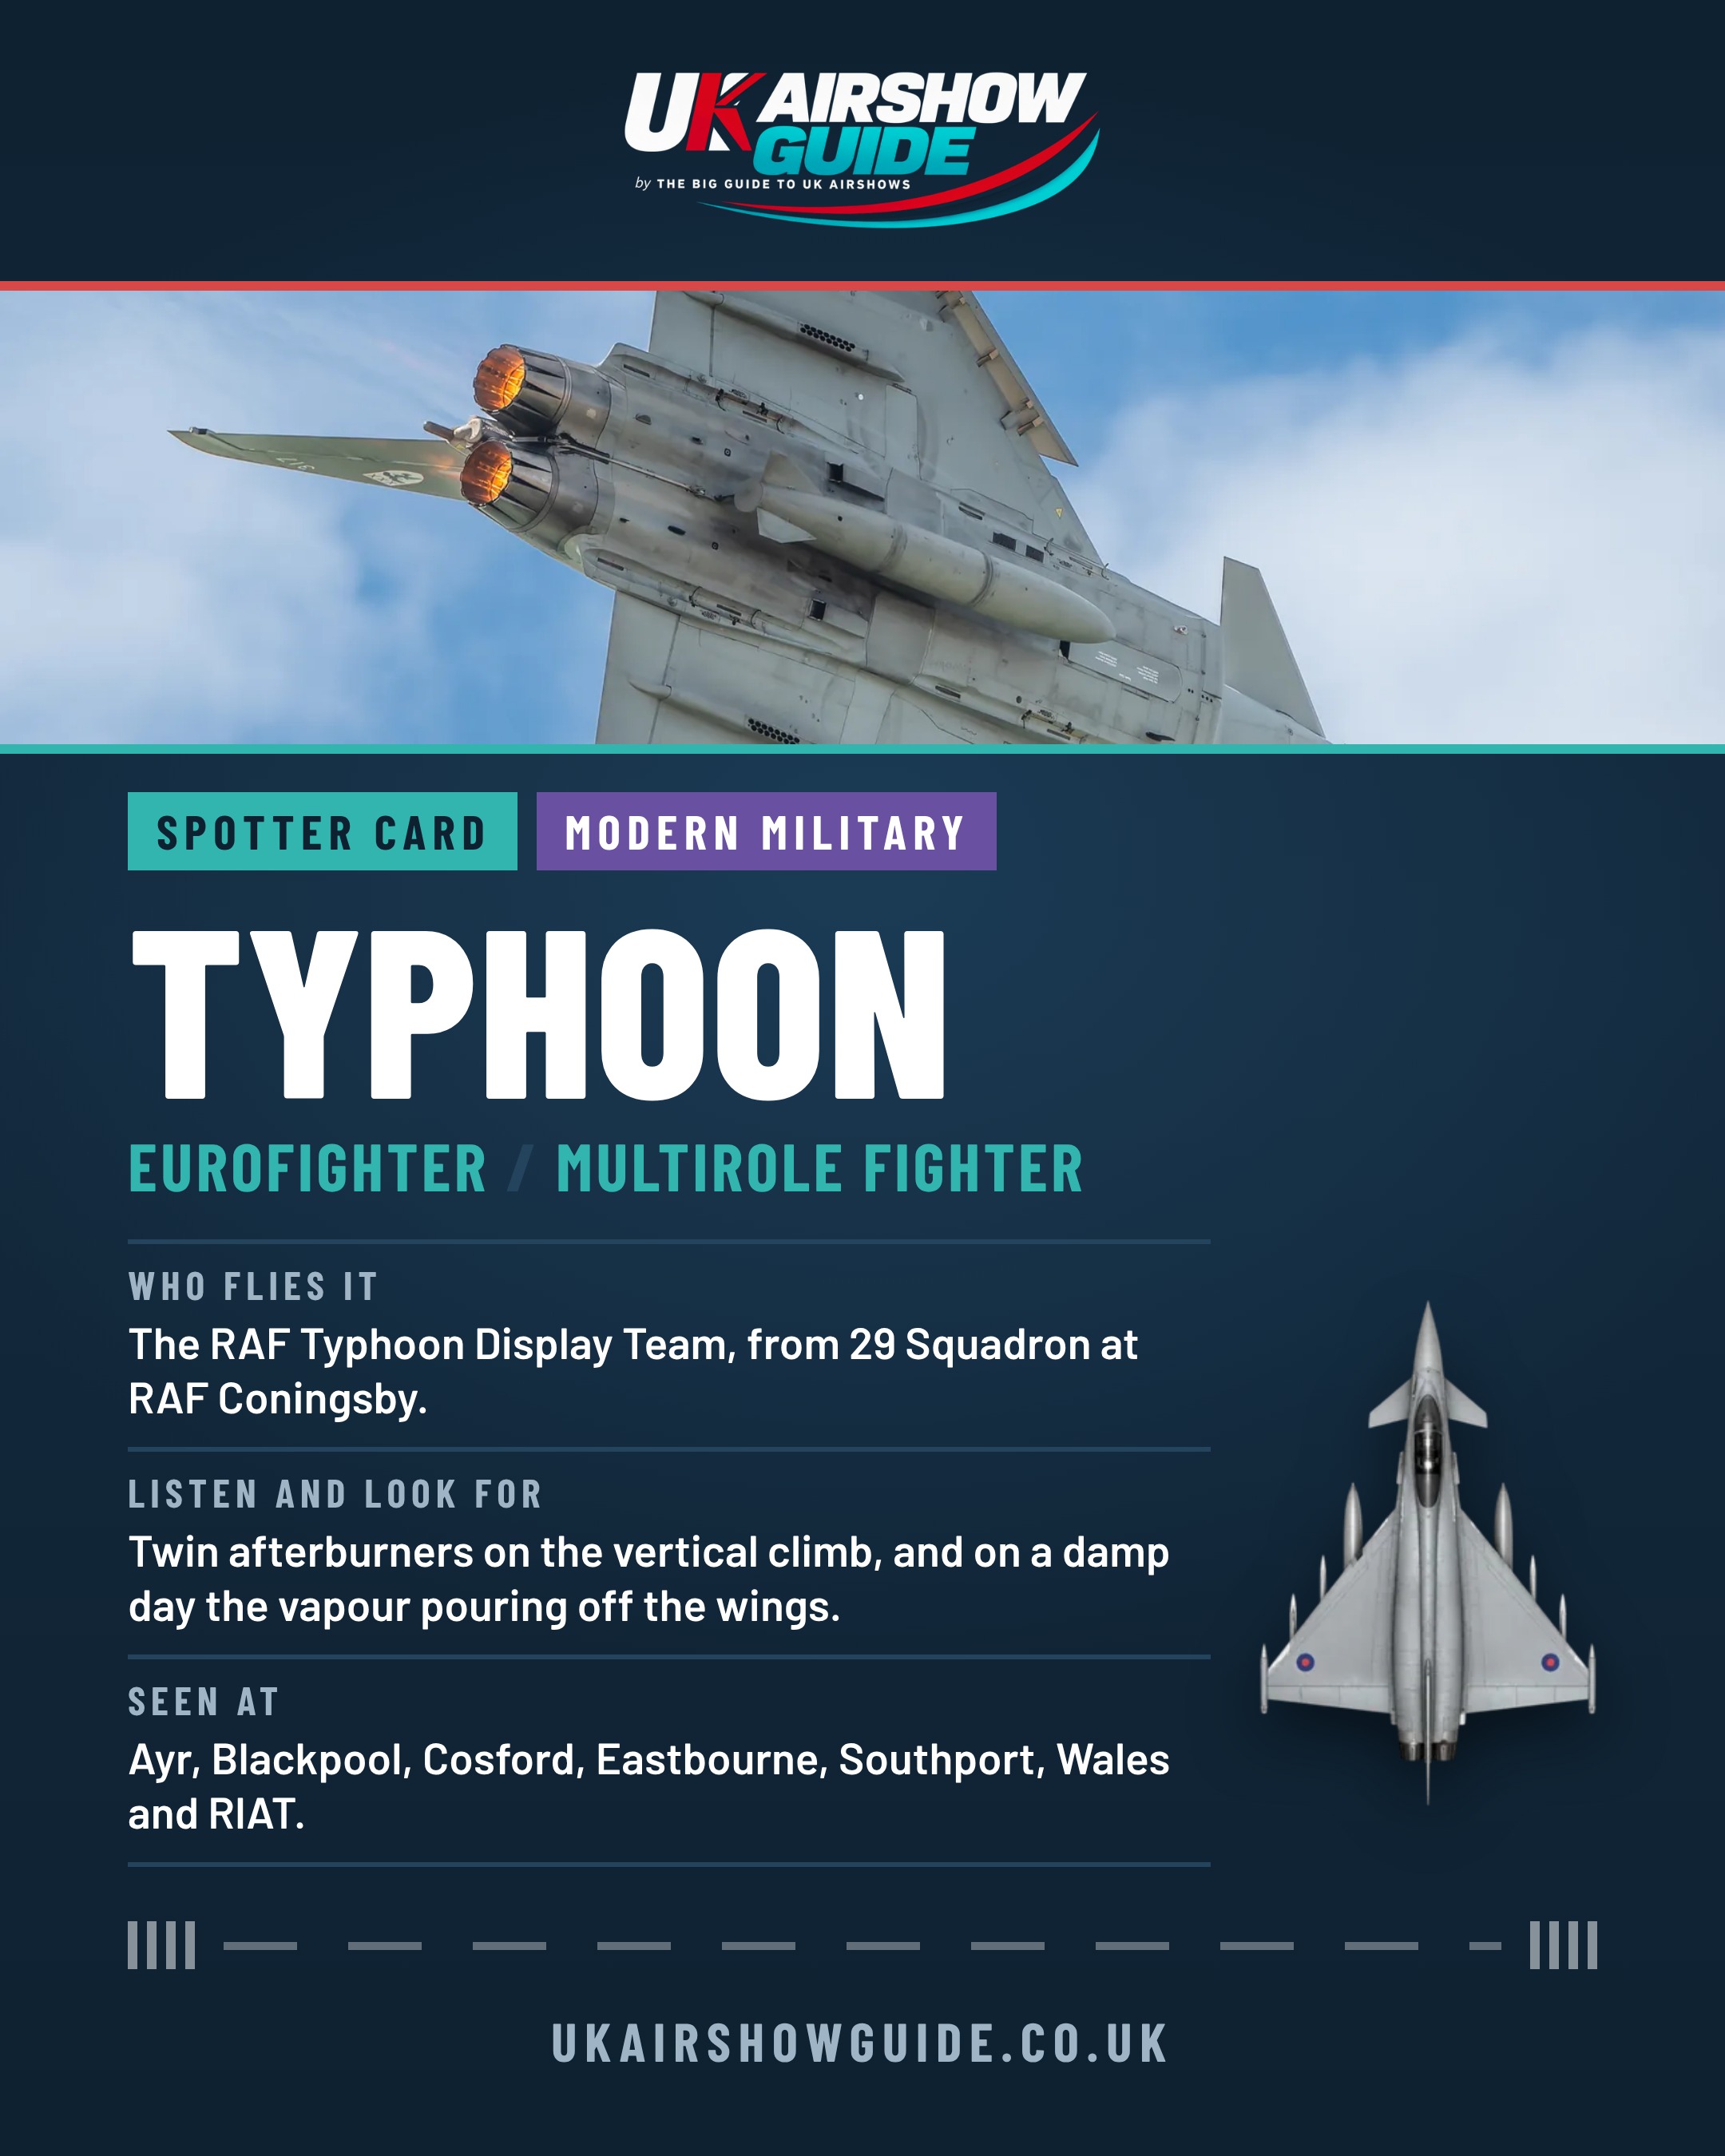 UK AIRSHOW
GUIDE
by THE BIG GUIDE TO UK AIRSHOWS
SPOTTER CARD
MODERN MILITARY
TYPHOON
EUROFIGHTER / MULTIROLE FIGHTER
WHO FLIES IT
The RAF Typhoon Display Team, from 29 Squadron at
RAF Coningsby.
LISTEN AND LOOK FOR
Twin afterburners on the vertical climb, and on a damp
day the vapour pouring off the wings.
SEEN AT
Ayr, Blackpool, Cosford, Eastbourne, Southport, Wales
and RIAT.
UKAIRSHOWGUIDE.CO.UK